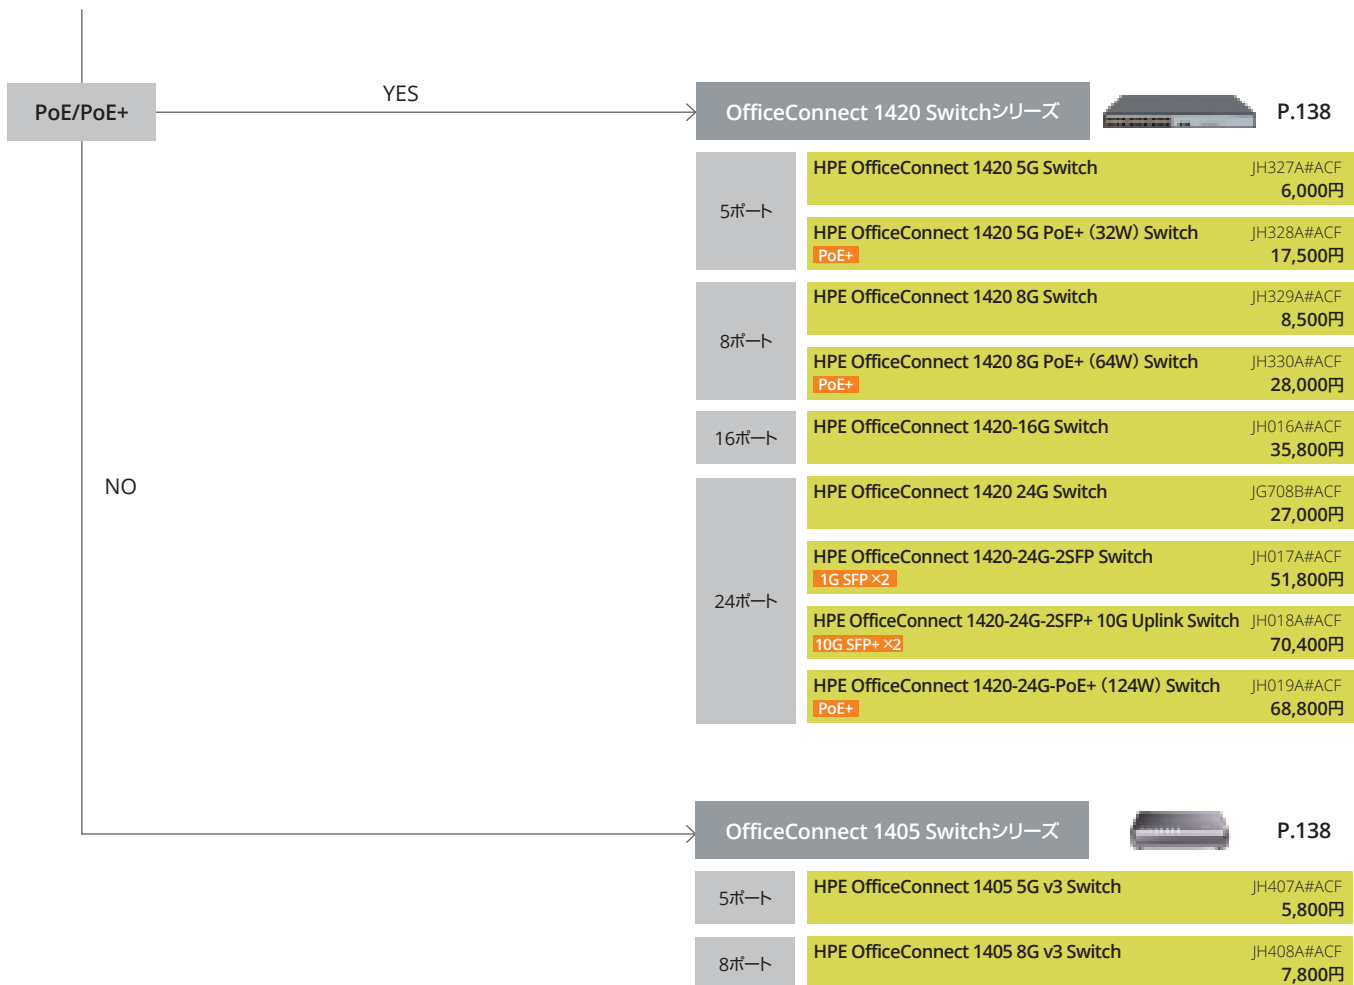 YES
PoE/PoE+
OfficeConnect 1420 Switchシリーズ
P.138
5ポート
HPE OfficeConnect 1420 5G Switch
JH327A#ACF
6,000円
HPE OfficeConnect 1420 5G PoE+ (32W) Switch
JH328A#ACF
PoE+
17,500円
8ポート
HPE OfficeConnect 1420 8G Switch
JH329A#ACF
8,500円
HPE OfficeConnect 1420 8G PoE+ (64W) Switch
JH330A#ACF
PoE+
28,000円
16ポート
HPE OfficeConnect 1420-16G Switch
JH016A#ACF
35,800円
NO
24ポート
HPE OfficeConnect 1420 24G Switch
JG708B#ACF
27,000円
HPE OfficeConnect 1420-24G-2SFP Switch
JH017A#ACF
1G SFP×2
51,800円
HPE OfficeConnect 1420-24G-2SFP+ 10G Uplink Switch
JH018A#ACF
10G SFP+×2
70,400円
HPE OfficeConnect 1420-24G-PoE+ (124W) Switch
JH019A#ACF
PoE+
68,800円
OfficeConnect 1405 Switchシリーズ
P.138
5ポート
HPE OfficeConnect 1405 5G v3 Switch
JH407A#ACF
5,800円
8ポート
HPE OfficeConnect 1405 8G v3 Switch
JH408A#ACF
7,800円